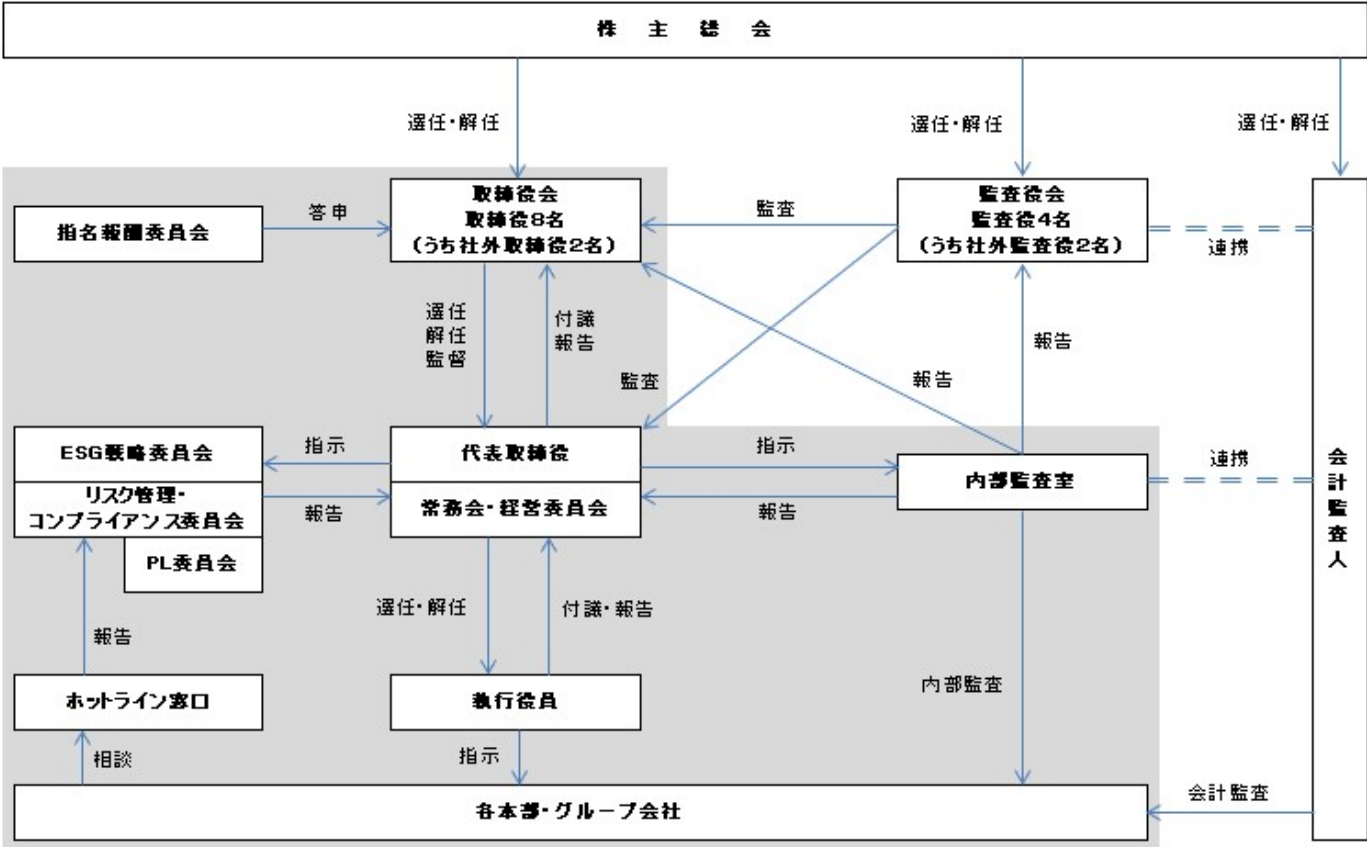 株主総会
選任・解任
選任・解任
選任・解任
取締役会
取締役8名
(うち社外取締役2名)
監査役会
監査役4名
(うち社外監査役2名)
指名報酬委員会
答申
監査
連携
選任
解任
監督
付議
報告
監査
報告
報告
ESG戦略委員会
リスク管理・
コンプライアンス委員会
PL委員会
指示
報告
代表取締役
常務会・経営委員会
指示
報告
内部監査室
連携
会計監査人
選任・解任
付議・報告
報告
ホットライン窓口
執行役員
内部監査
相談
指示
各本部・グループ会社
会計監査